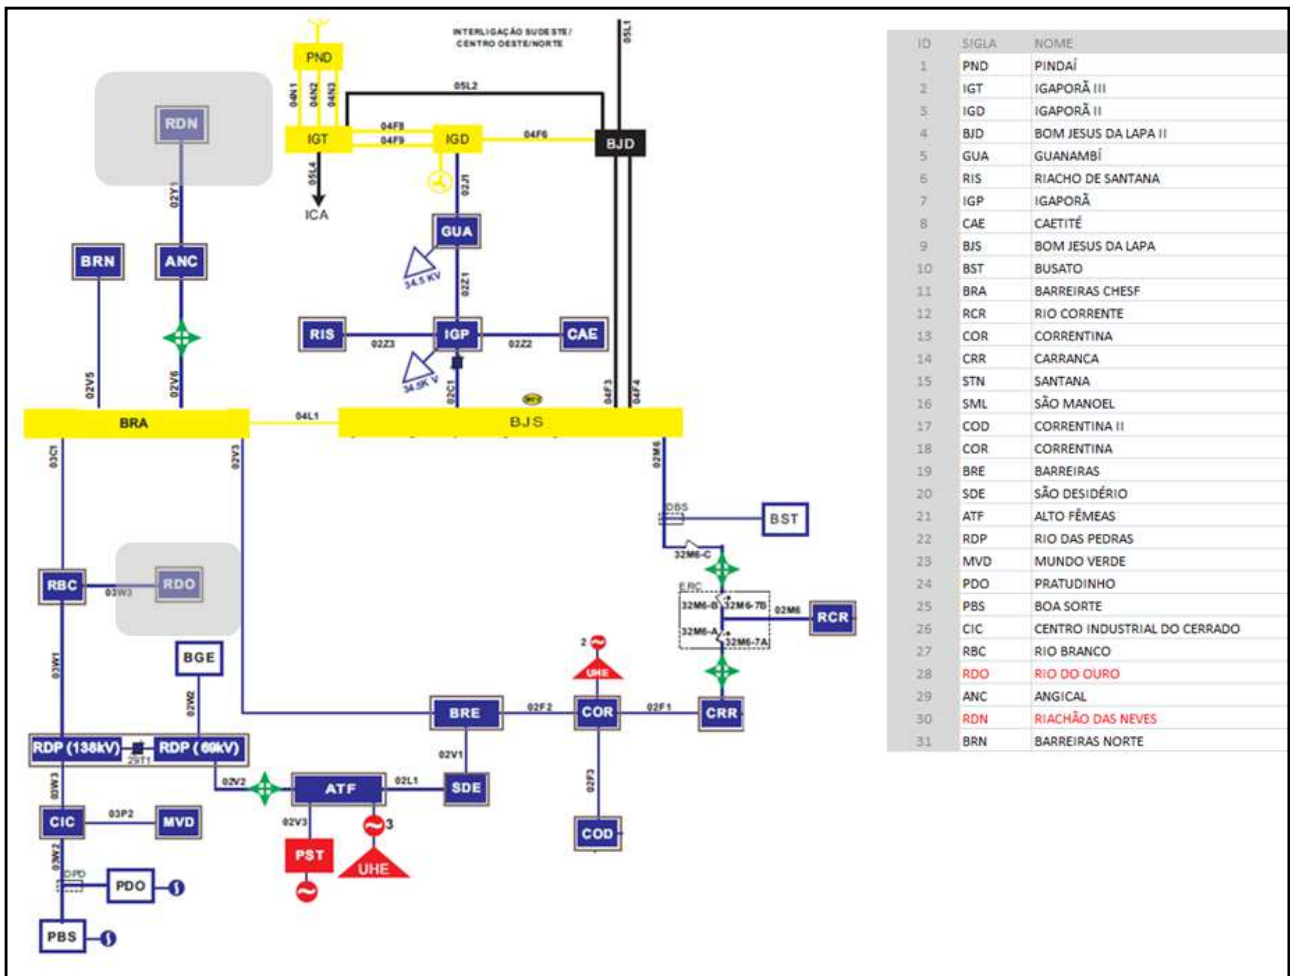 INTERLIGAÇÃO SUDESTE/
CENTRO OESTE/NORTE
05L1
PND
04N1
04N2
04N3
05L2
RDN
IGT
04F8
04F9
IGD
04F6
BJD
05L4
ICA
02J1
02Y1
GUA
34.5 KV
BRN
ANC
02Z1
RIS
02Z3
IGP
02Z2
CAE
34.5K V
02C1
02V5
02V6
04F3
04F4
BRA
04L1
BJS
03C1
02V3
02M6
DBS
BST
32M6-C
RBC
03W3
RDO
ERC
32M6-B
32M6-7B
02M6
RCR
32M6-A
32M6-7A
BGE
2
UHE
03W1
02W2
BRE
02F2
COR
02F1
CRR
RDP (138kV)
29T1
RDP ( 69kV)
02V1
02F3
03W3
02V2
ATF
02L1
SDE
CIC
03P2
MVD
02V3
3
COD
PST
UHE
03W2
DPD
PDO
PBS
ID SIGLA NOME
1 PND PINDAÍ
2 IGT IGAPORÃ III
3 IGD IGAPORÃ II
4 BJD BOM JESUS DA LAPA II
5 GUA GUANAMBÍ
6 RIS RIACHO DE SANTANA
7 IGP IGAPORÃ
8 CAE CAETITÉ
9 BJS BOM JESUS DA LAPA
10 BST BUSATO
11 BRA BARREIRAS CHESF
12 RCR RIO CORRENTE
13 COR CORRENTINA
14 CRR CARRANCA
15 STN SANTANA
16 SML SÃO MANOEL
17 COD CORRENTINA II
18 COR CORRENTINA
19 BRE BARREIRAS
20 SDE SÃO DESIDÉRIO
21 ATF ALTO FÊMEAS
22 RDP RIO DAS PEDRAS
23 MVD MUNDO VERDE
24 PDO PRATUDINHO
25 PBS BOA SORTE
26 CIC CENTRO INDUSTRIAL DO CERRADO
27 RBC RIO BRANCO
28 RDO RIO DO OURO
29 ANC ANGICAL
30 RDN RIACHÃO DAS NEVES
31 BRN BARREIRAS NORTE